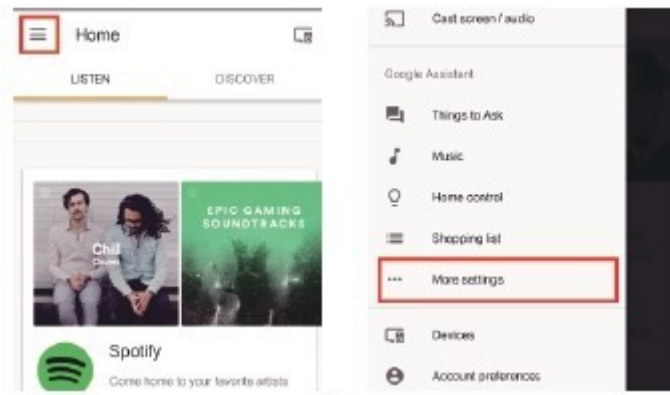 Home
LISTEN
DISCOVER
Chill
Covers
EPIC GAMING
SOUNDTRACKS
Spotify
Come home to your favorite artists
Cast screen / audio
Google Assistant
Things to Ask
Music
Home control
Shopping list
More settings
Devices
Account preferences